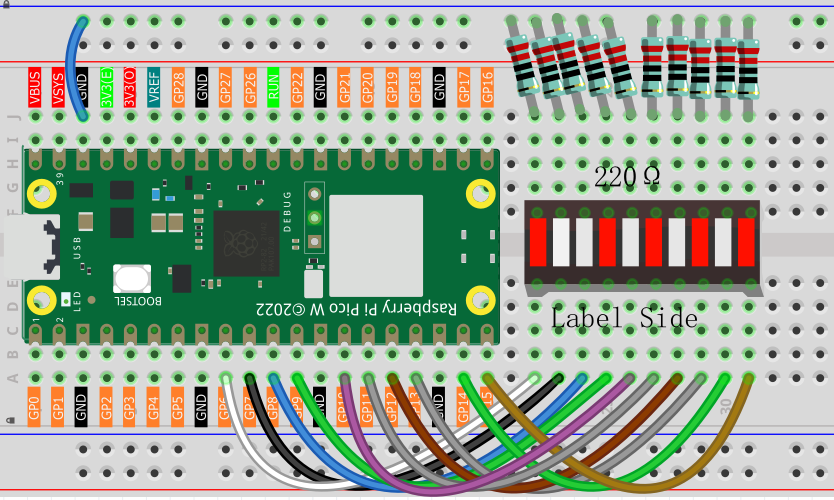 VBUS VSYS GND 3V3(E) 3V3(O) VREF GP28 GND GP27 GP26 RUN GP22 GND GP21 GP20 GP19 GP18 GND GP17 GP16
J
I
H
G
F
39
DEBUG
220Ω
USB
E
D
C
B
A
LED
BOOTSEL
Raspberry Pi Pico W ©2022
1 2
Label Side
GP0 GP1 GND GP2 GP3 GP4 GP5 GND GP6 GP7 GP8 GP9 GND GP10 GP11 GP12 GP13 GND GP14 GP15
30